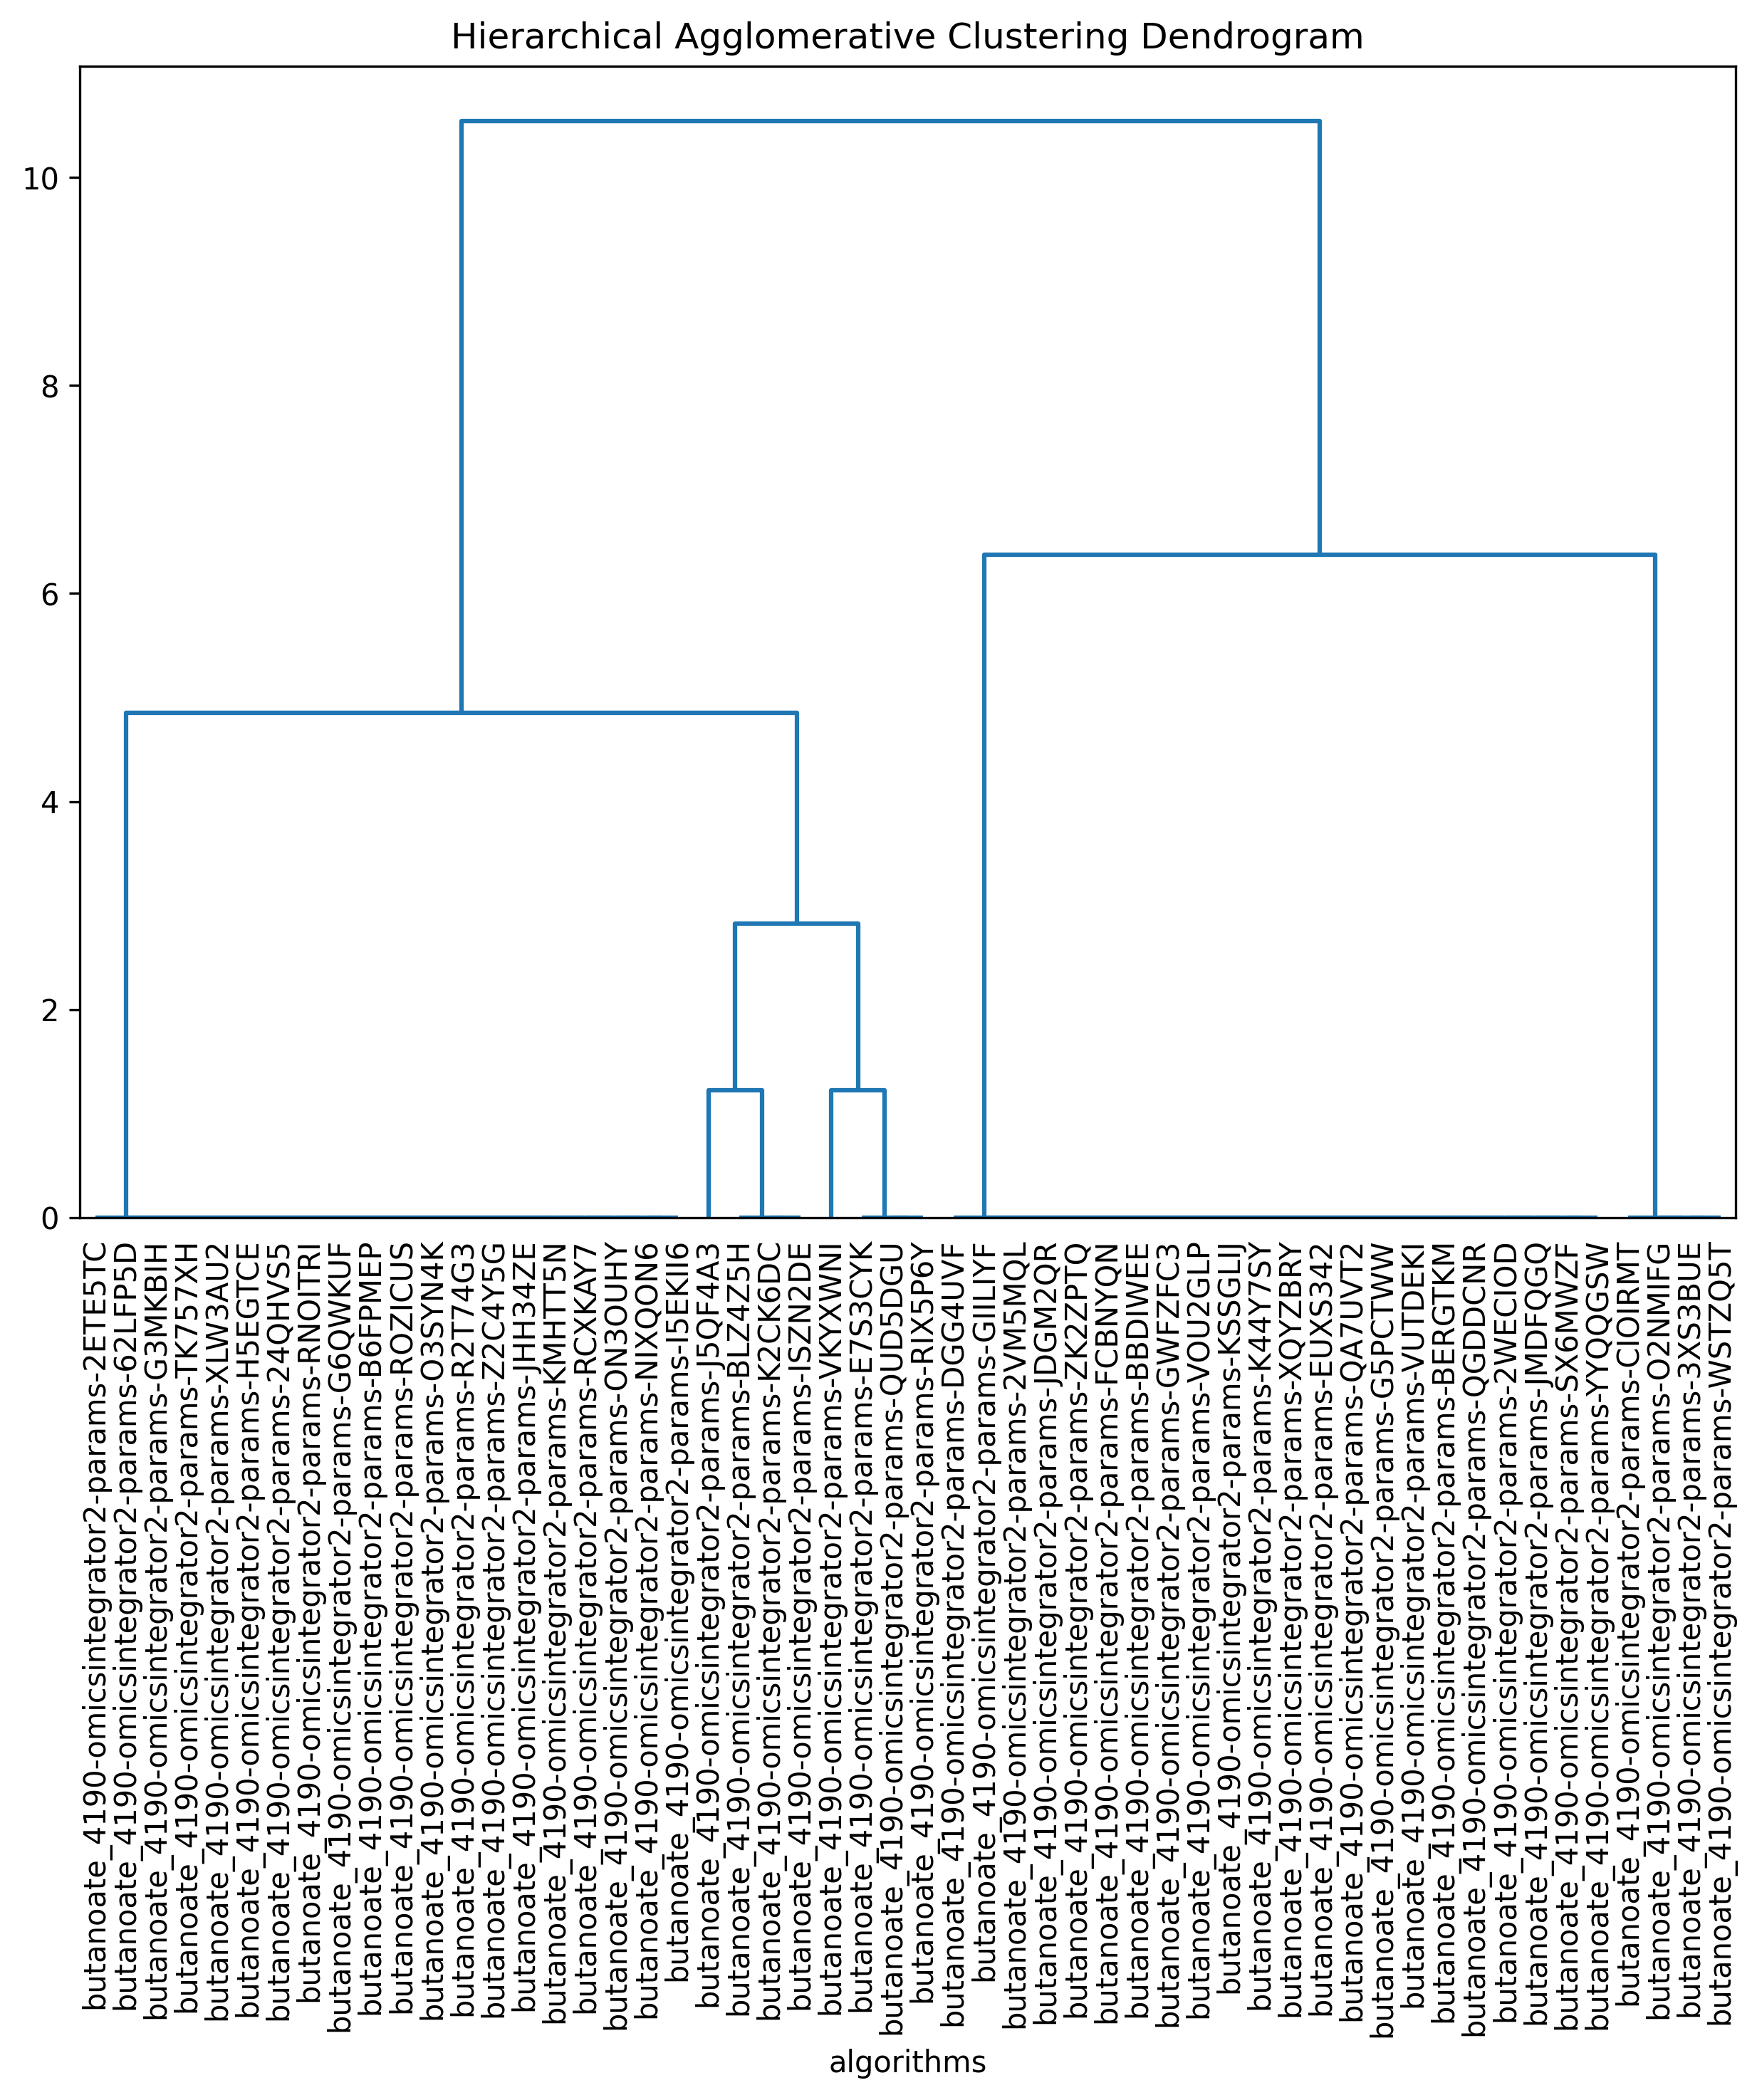 Hierarchical Agglomerative Clustering Dendrogram
10
8
6
4
2
0
butanoate_4190-omicsintegrator2-params-2ETE5TC
butanoate_4190-omicsintegrator2-params-62LFP5D
butanoate_4190-omicsintegrator2-params-G3MKBIH
butanoate_4190-omicsintegrator2-params-TK757XH
butanoate_4190-omicsintegrator2-params-XLW3AU2
butanoate_4190-omicsintegrator2-params-H5EGTCE
butanoate_4190-omicsintegrator2-params-24QHVS5
butanoate_4190-omicsintegrator2-params-RNOITRI
butanoate_4190-omicsintegrator2-params-G6QWKUF
butanoate_4190-omicsintegrator2-params-B6FPMEP
butanoate_4190-omicsintegrator2-params-ROZICUS
butanoate_4190-omicsintegrator2-params-O3SYN4K
butanoate_4190-omicsintegrator2-params-R2T74G3
butanoate_4190-omicsintegrator2-params-Z2C4Y5G
butanoate_4190-omicsintegrator2-params-JHH34ZE
butanoate_4190-omicsintegrator2-params-KMHTT5N
butanoate_4190-omicsintegrator2-params-RCXKAY7
butanoate_4190-omicsintegrator2-params-ON3OUHY
butanoate_4190-omicsintegrator2-params-NIXQON6
butanoate_4190-omicsintegrator2-params-I5EKII6
butanoate_4190-omicsintegrator2-params-J5QF4A3
butanoate_4190-omicsintegrator2-params-BLZ4Z5H
butanoate_4190-omicsintegrator2-params-K2CK6DC
butanoate_4190-omicsintegrator2-params-ISZN2DE
butanoate_4190-omicsintegrator2-params-VKYXWNI
butanoate_4190-omicsintegrator2-params-E7S3CYK
butanoate_4190-omicsintegrator2-params-QUD5DGU
butanoate_4190-omicsintegrator2-params-RIX5P6Y
butanoate_4190-omicsintegrator2-params-DGG4UVF
butanoate_4190-omicsintegrator2-params-GIILIYF
butanoate_4190-omicsintegrator2-params-2VM5MQL
butanoate_4190-omicsintegrator2-params-JDGM2QR
butanoate_4190-omicsintegrator2-params-ZK2ZPTQ
butanoate_4190-omicsintegrator2-params-FCBNYQN
butanoate_4190-omicsintegrator2-params-BBDIWEE
butanoate_4190-omicsintegrator2-params-GWFZFC3
butanoate_4190-omicsintegrator2-params-VOU2GLP
butanoate_4190-omicsintegrator2-params-KSSGLIJ
butanoate_4190-omicsintegrator2-params-K44Y7SY
butanoate_4190-omicsintegrator2-params-XQYZBRY
butanoate_4190-omicsintegrator2-params-EUXS342
butanoate_4190-omicsintegrator2-params-QA7UVT2
butanoate_4190-omicsintegrator2-params-G5PCTWW
butanoate_4190-omicsintegrator2-params-VUTDEKI
butanoate_4190-omicsintegrator2-params-BERGTKM
butanoate_4190-omicsintegrator2-params-QGDDCNR
butanoate_4190-omicsintegrator2-params-2WECIOD
butanoate_4190-omicsintegrator2-params-JMDFQGQ
butanoate_4190-omicsintegrator2-params-SX6MWZF
butanoate_4190-omicsintegrator2-params-YYQQGSW
butanoate_4190-omicsintegrator2-params-CIOIRMT
butanoate_4190-omicsintegrator2-params-O2NMIFG
butanoate_4190-omicsintegrator2-params-3XS3BUE
butanoate_4190-omicsintegrator2-params-WSTZQ5T
algorithms